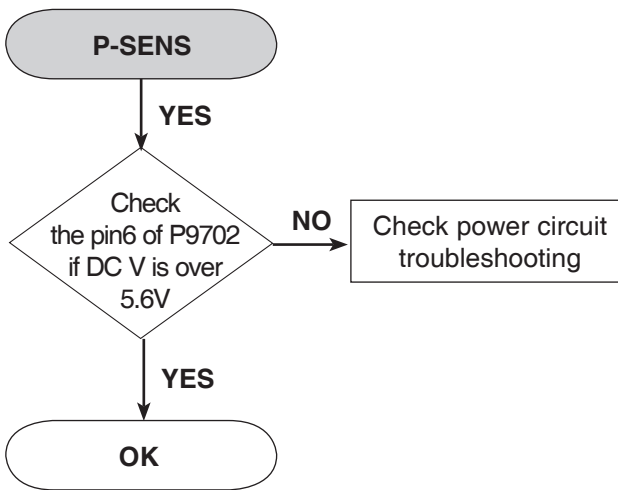 P-SENS
YES
Check
the pin6 of P9702
if DC V is over
5.6V
NO
Check power circuit
troubleshooting
YES
OK